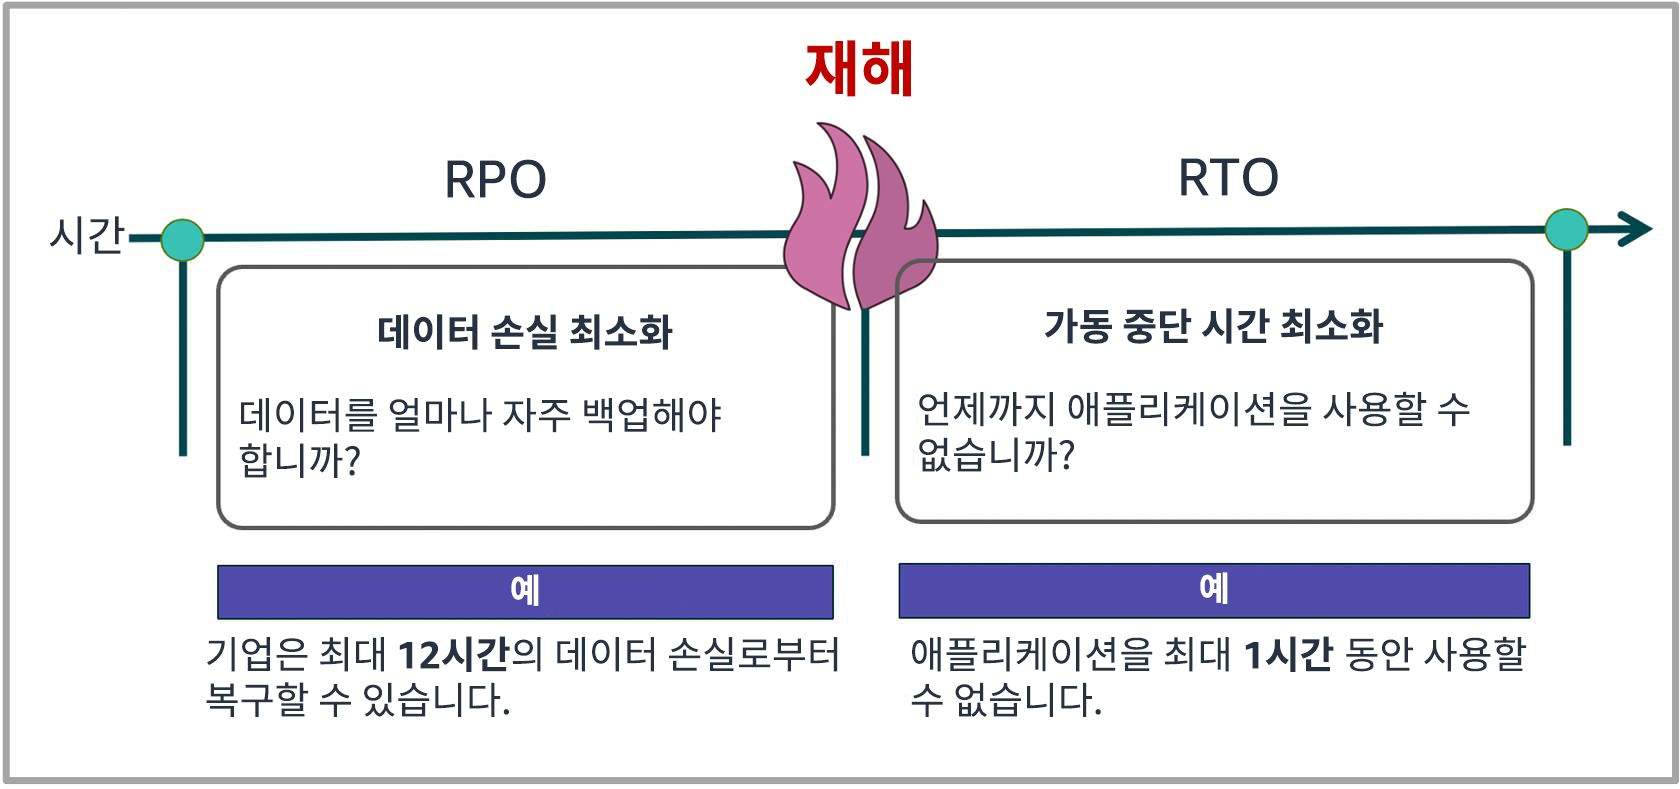 재해
RPO
RTO
시간
데이터 손실 최소화
데이터를 얼마나 자주 백업해야
합니까?
가동 중단 시간 최소화
언제까지 애플리케이션을 사용할 수
없습니까?
예
기업은 최대 12시간의 데이터 손실로부터
복구할 수 있습니다.
예
애플리케이션을 최대 1시간 동안 사용할
수 없습니다.